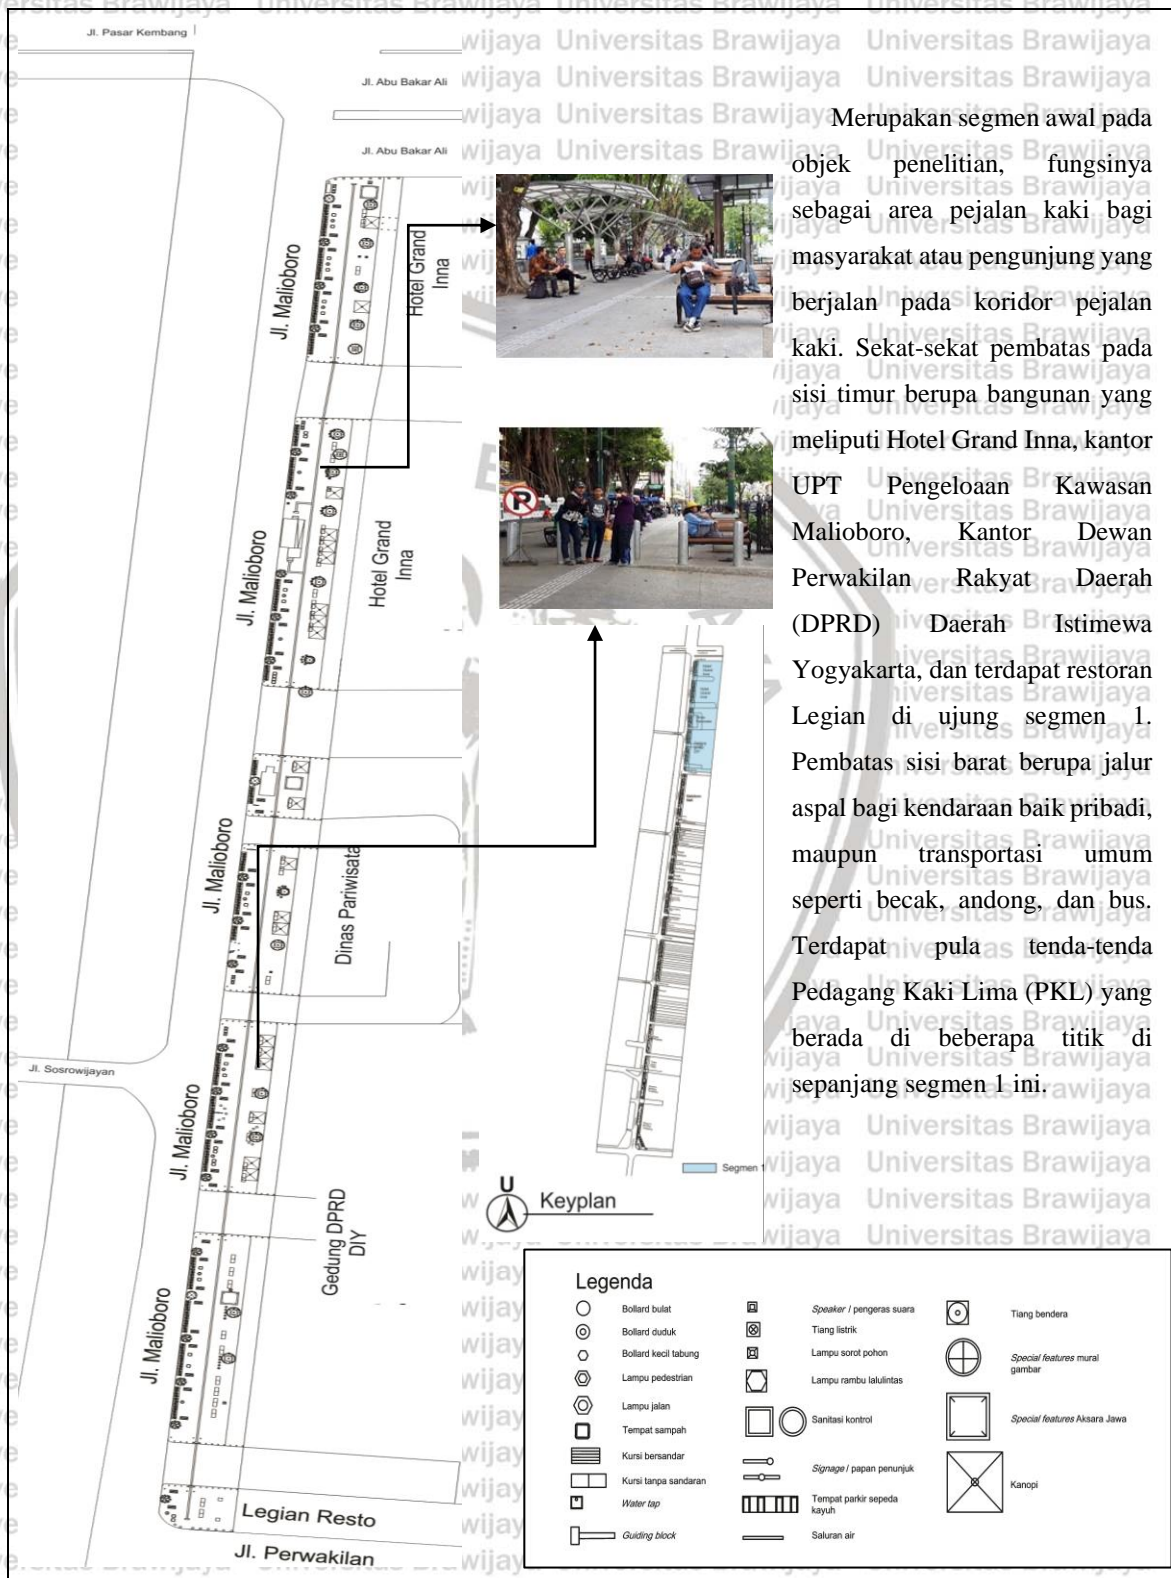 Jl. Pasar Kembang
Jl. Abu Bakar Ali
Jl. Abu Bakar Ali
Jl. Malioboro
Hotel Grand
Inna
Jl. Malioboro
Hotel Grand
Inna
Jl. Malioboro
Dinas Pariwisata
Jl. Sosrowijayan
Jl. Malioboro
Gedung DPRD
DIY
Jl. Malioboro
Legian Resto
Jl. Perwakilan
Merupakan segmen awal pada
objek penelitian, fungsinya
sebagai area pejalan kaki bagi
masyarakat atau pengunjung yang
berjalan pada koridor pejalan
kaki. Sekat-sekat pembatas pada
sisi timur berupa bangunan yang
meliputi Hotel Grand Inna, kantor
UPT Pengeloaan Kawasan
Malioboro, Kantor Dewan
Perwakilan Rakyat Daerah
(DPRD) Daerah Istimewa
Yogyakarta, dan terdapat restoran
Legian di ujung segmen 1.
Pembatas sisi barat berupa jalur
aspal bagi kendaraan baik pribadi,
maupun transportasi umum
seperti becak, andong, dan bus.
Terdapat pula tenda-tenda
Pedagang Kaki Lima (PKL) yang
berada di beberapa titik di
sepanjang segmen 1 ini.
Segmen 1
U
Keyplan
Legenda
Bollard bulat
Bollard duduk
Bollard kecil tabung
Lampu pedestrian
Lampu jalan
Tempat sampah
Kursi bersandar
Kursi tanpa sandaran
Water tap
Guiding block
Speaker / pengeras suara
Tiang listrik
Lampu sorot pohon
Lampu rambu lalulintas
Sanitasi kontrol
Signage / papan penunjuk
Tempat parkir sepeda
kayuh
Saluran air
Tiang bendera
Special features mural
gambar
Special features Aksara Jawa
Kanopi
Universitas Brawijaya